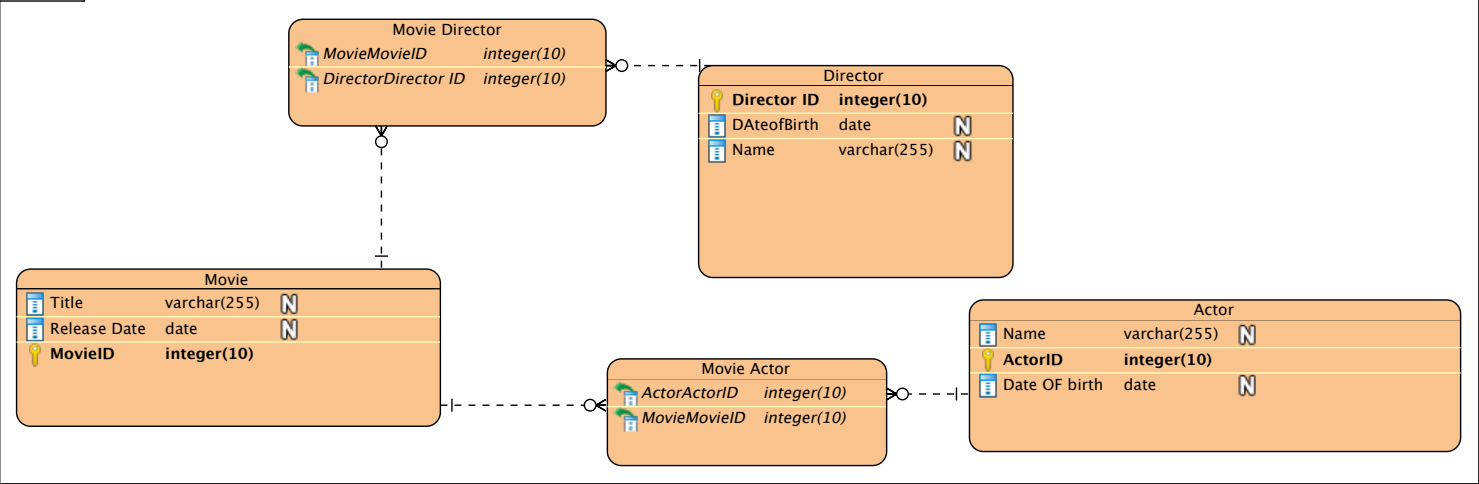 Movie Director
MovieMovieID integer(10)
DirectorDirector ID integer(10)
Director
Director ID integer(10)
DAteofBirth date N
Name varchar(255) N
Movie
Title varchar(255) N
Release Date date N
MovieID integer(10)
Movie Actor
ActorActorID integer(10)
MovieMovieID integer(10)
Actor
Name varchar(255) N
ActorID integer(10)
Date OF birth date N